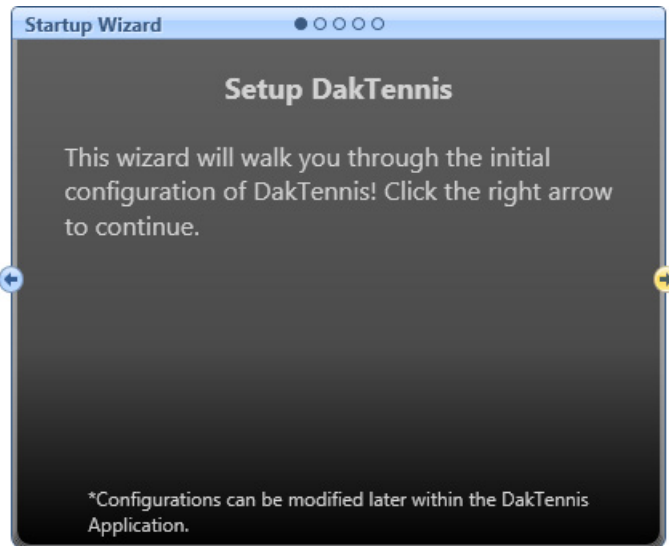 Startup Wizard
Setup DakTennis
This wizard will walk you through the initial
configuration of DakTennis! Click the right arrow
to continue.
*Configurations can be modified later within the DakTennis
Application.